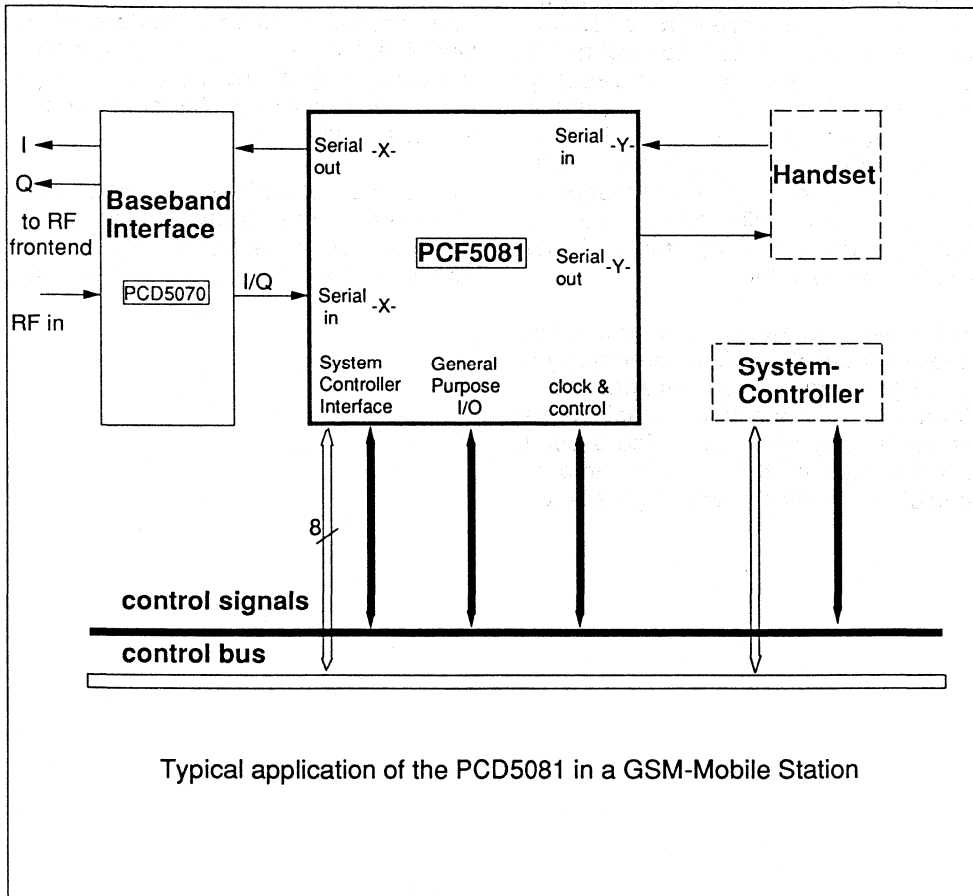 I
Q
to RF
frontend
RF in
Baseband
Interface
PCD5070
I/Q
Serial -X-
out
Serial -X-
in
PCF5081
Serial -Y-
in
Serial -Y-
out
System
Controller
Interface
General
Purpose
I/O
clock &
control
Handset
System-
Controller
8
control signals
control bus
Typical application of the PCD5081 in a GSM-Mobile Station